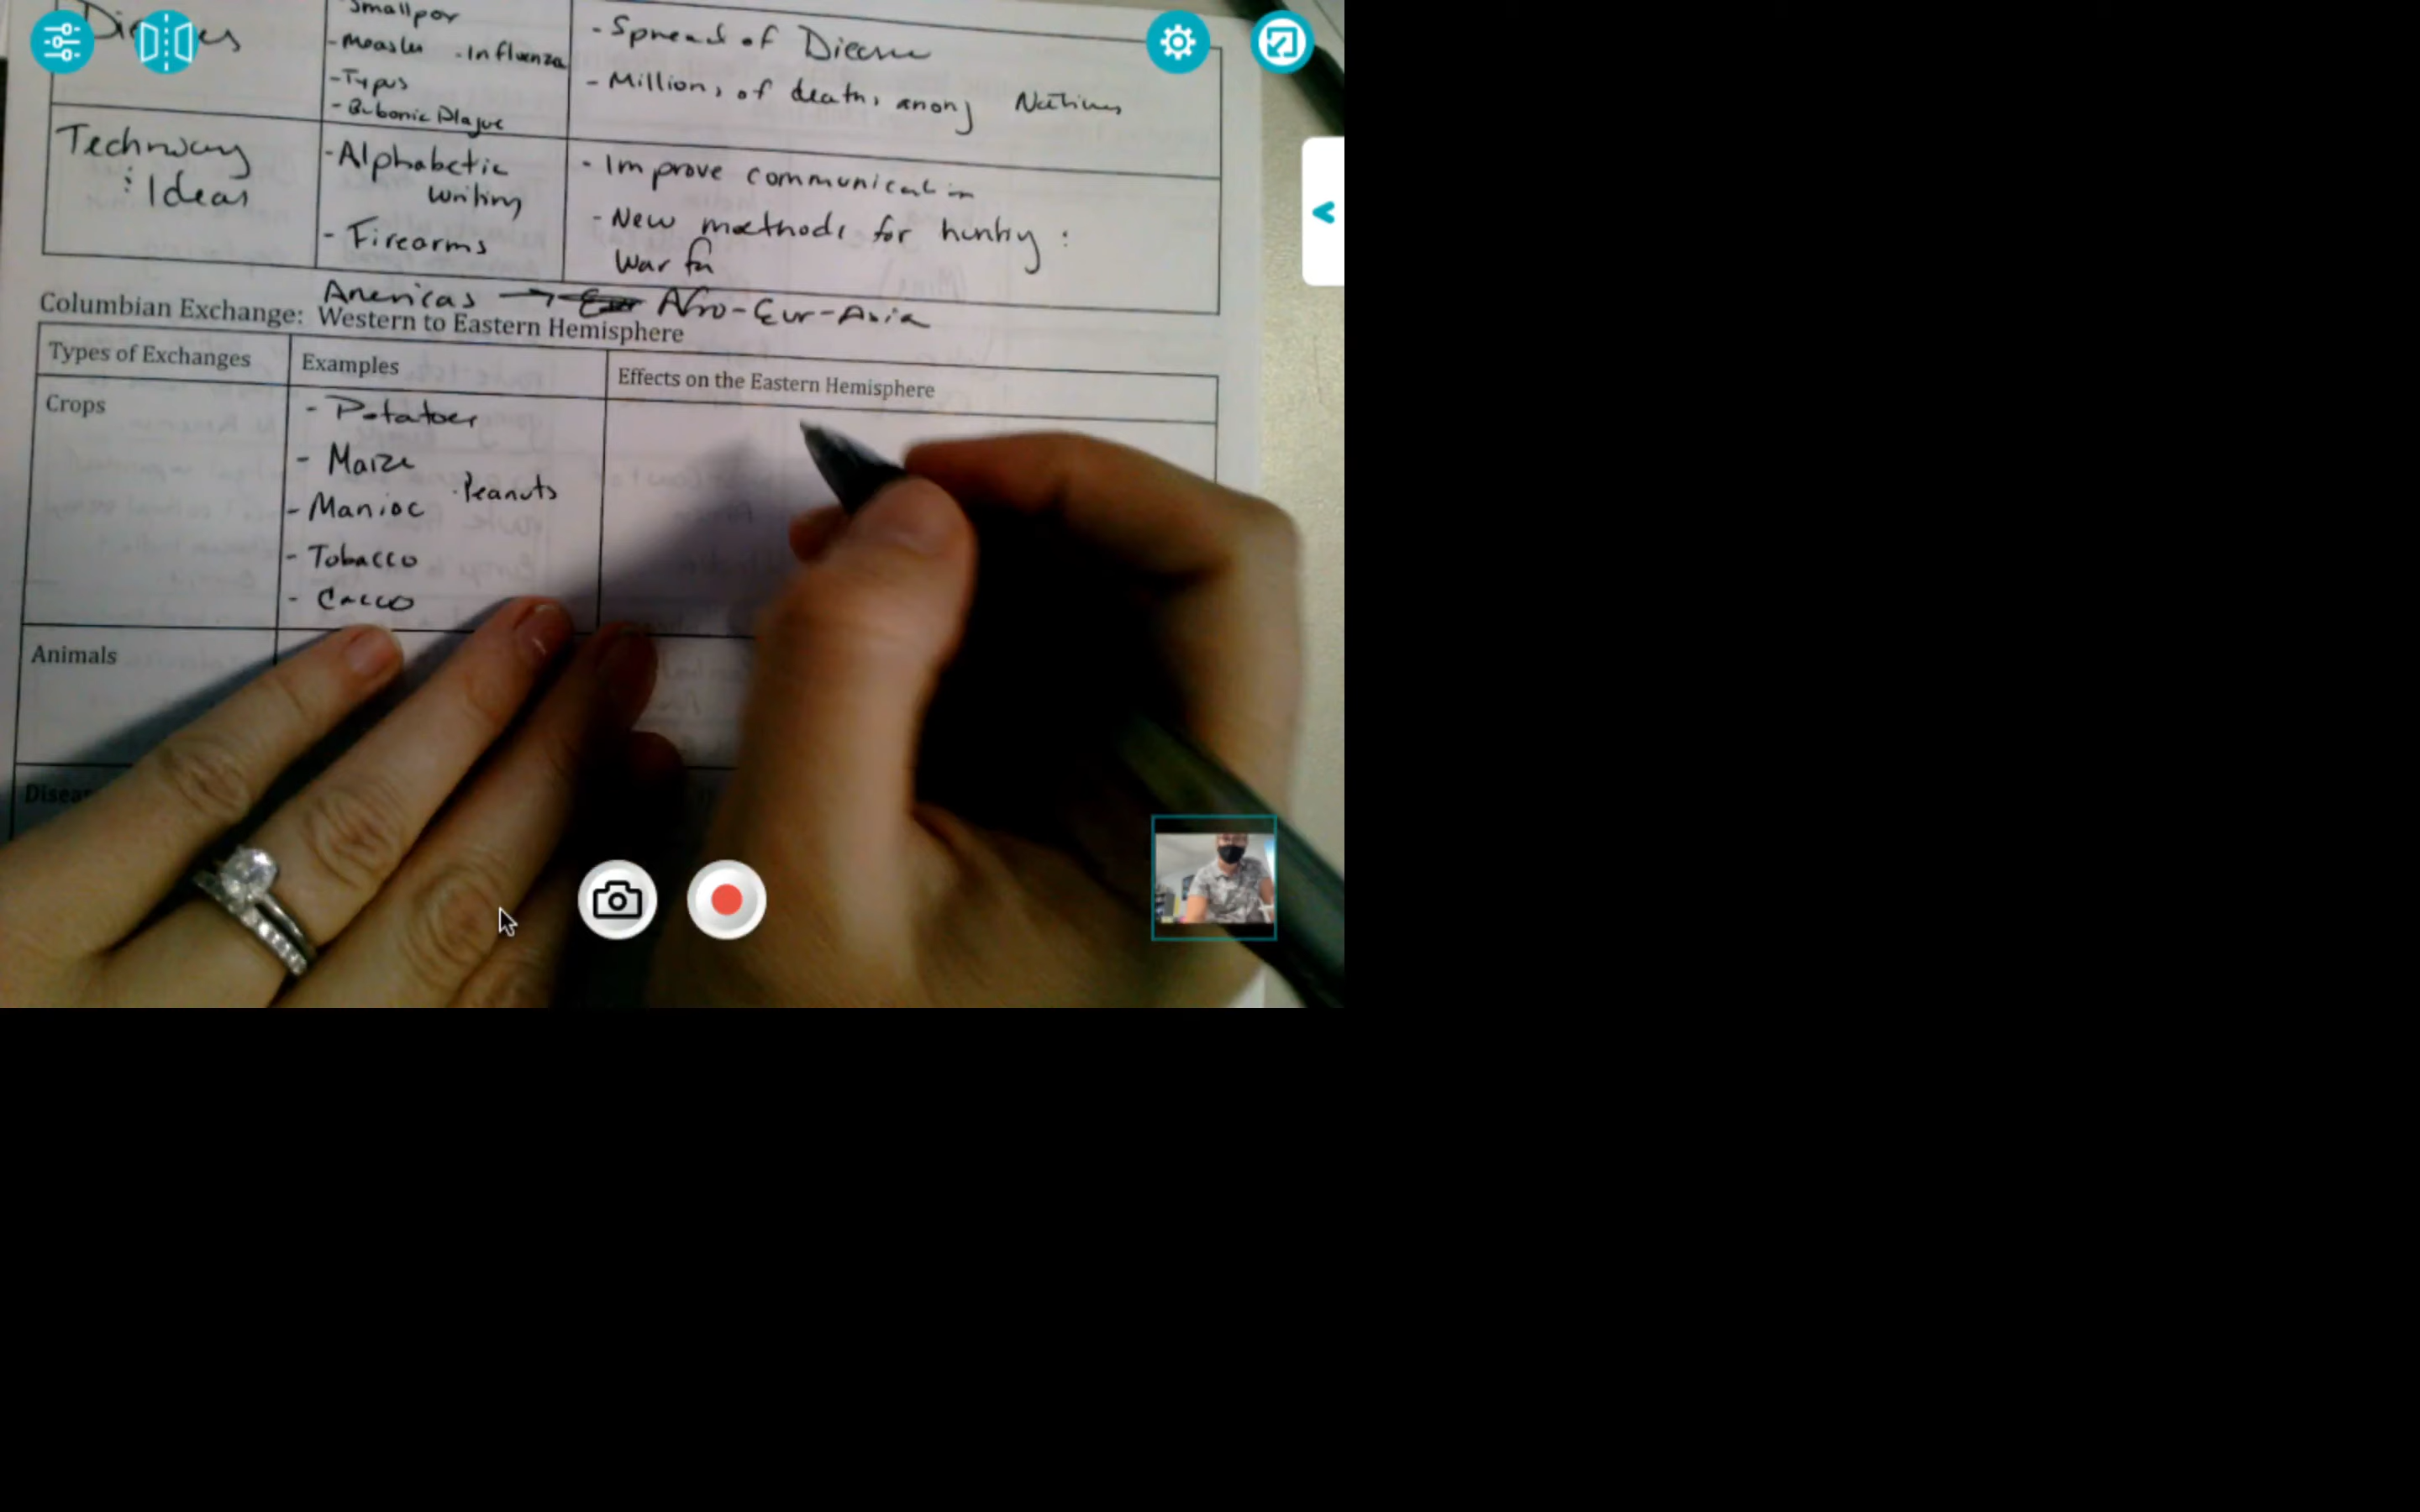 Smallpox
- Measles - Influenza
- Typus
- Bubonic Plague
- Spread of Disease
- Millions of deaths among Natives
Ideas
- Alphabetic
writing
- Firearms
- Improve communication
- New methods for hunting :
War fa
Americas → Afro-Eur-Asia
Columbian Exchange: Western to Eastern Hemisphere
Types of Exchanges
Examples
Effects on the Eastern Hemisphere
Crops
- Potatoes
- Maize
- Peanuts
- Manioc
- Tobacco
- Cacao
Animals